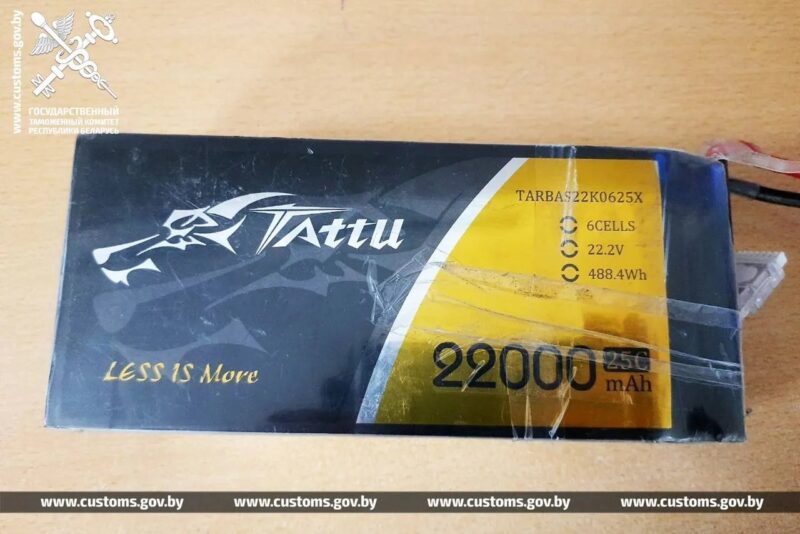 www.customs.gov.by
ГОСУДАРСТВЕННЫЙ
ТАМОЖЕННЫЙ КОМИТЕТ
РЕСПУБЛИКИ БЕЛАРУСЬ
TATTU
LESS IS More
TARBAS22K0625X
6CELLS
22.2V
488.4Wh
22000 25C mAh
www.customs.gov.by www.customs.gov.by www.customs.gov.by www.customs.gov.by